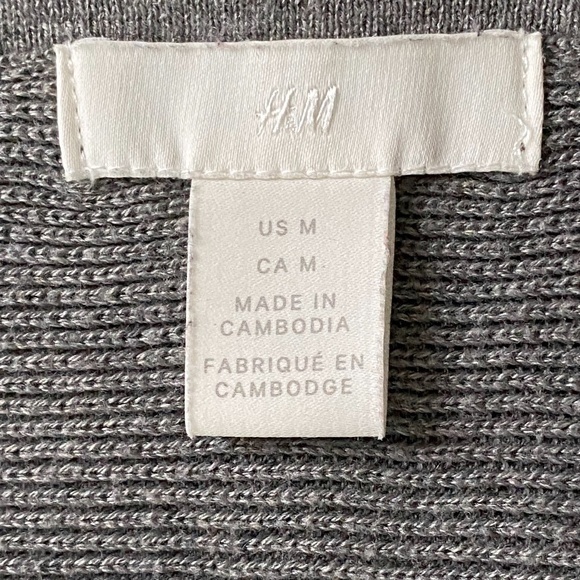 H&M
US M
CA M
MADE IN
CAMBODIA
FABRIQUÉ EN
CAMBODGE